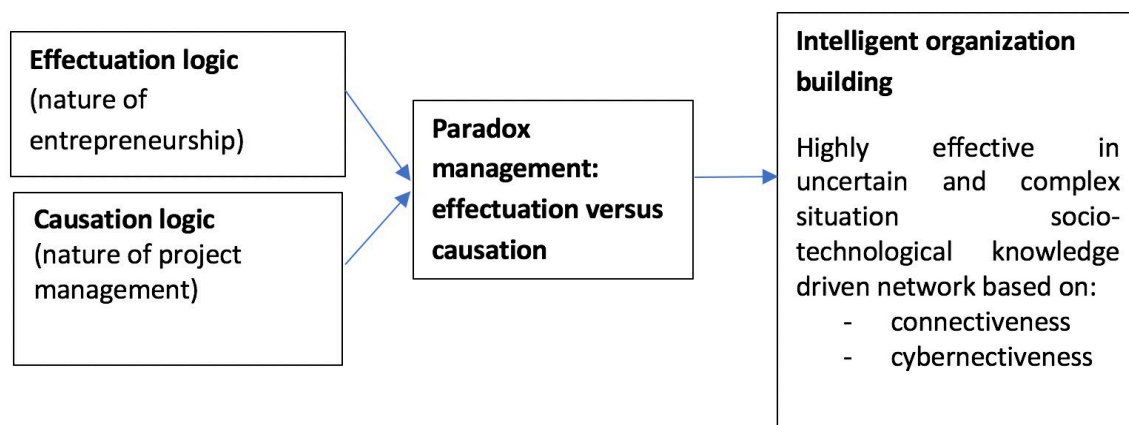 Effectuation logic
(nature of
entrepreneurship)
Causation logic
(nature of project
management)
Paradox
management:
effectuation versus
causation
Intelligent organization
building
Highly effective in
uncertain and complex
situation socio-
technological knowledge
driven network based on:
- connectiveness
- cybernectiveness